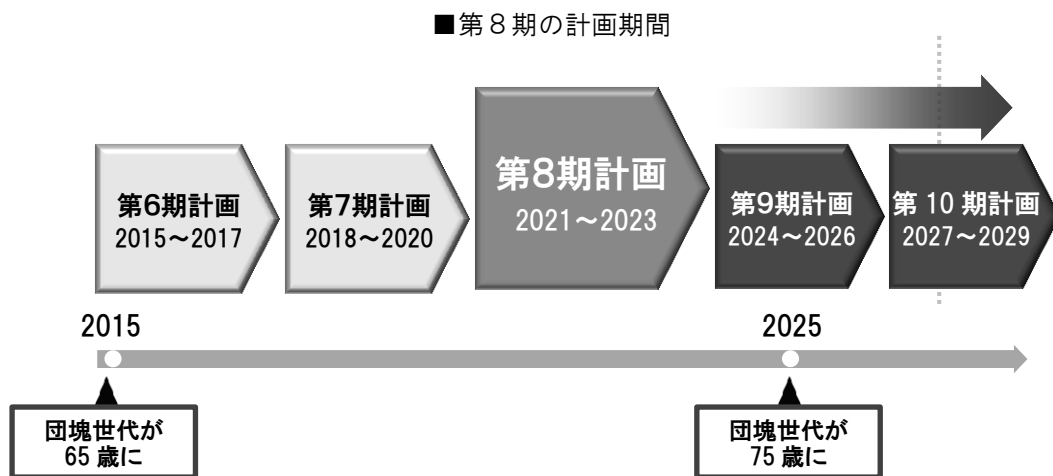 ■第８期の計画期間
第6期計画
2015～2017
第7期計画
2018～2020
第8期計画
2021～2023
第9期計画
2024～2026
第 10 期計画
2027～2029
2015
2025
団塊世代が
65 歳に
団塊世代が
75 歳に